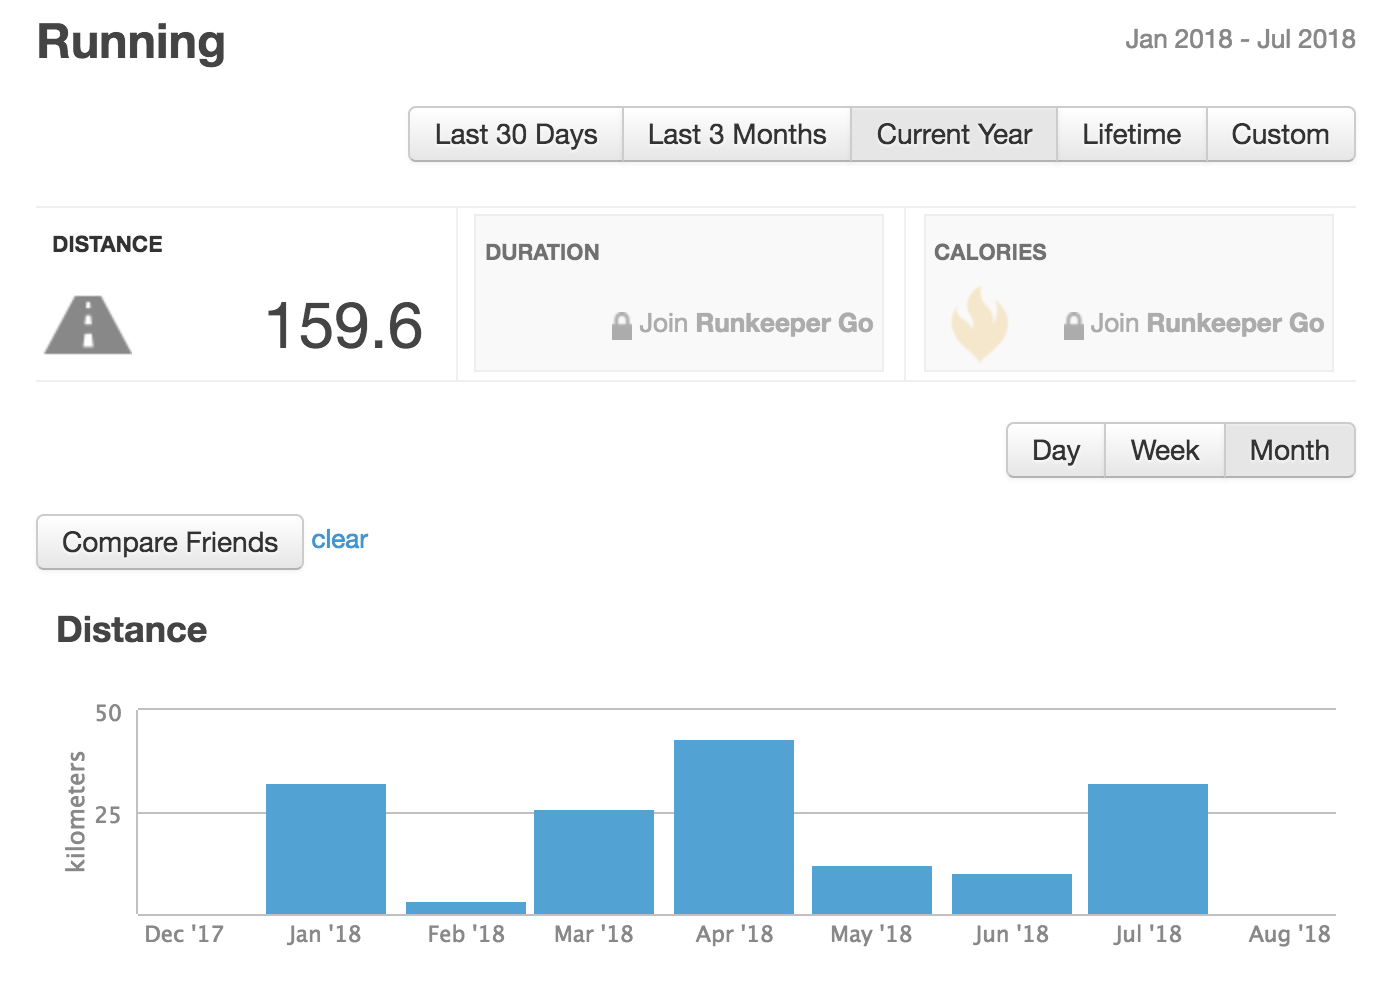 Running
Jan 2018 - Jul 2018
Last 30 Days Last 3 Months Current Year Lifetime Custom
DISTANCE
159.6
DURATION
Join Runkeeper Go
CALORIES
Join Runkeeper Go
Day Week Month
Compare Friends clear
Distance
kilometers
50
25
Dec '17 Jan '18 Feb '18 Mar '18 Apr '18 May '18 Jun '18 Jul '18 Aug '18